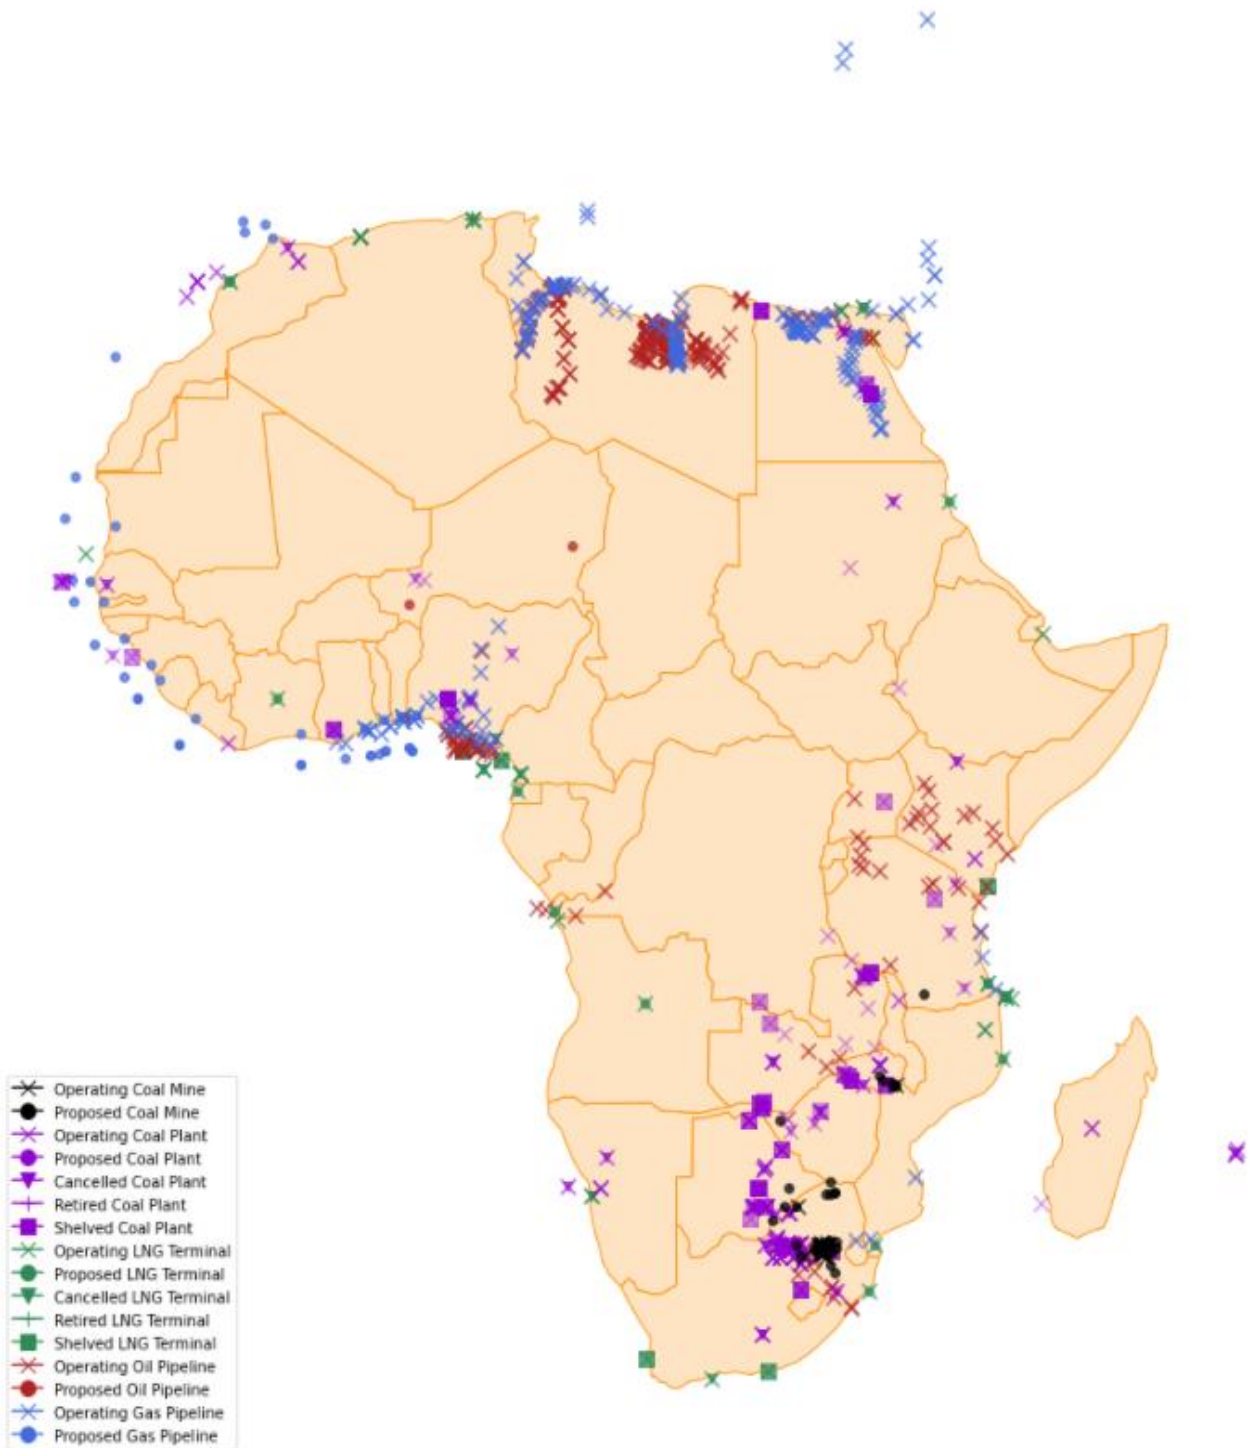 Operating Coal Mine
Proposed Coal Mine
Operating Coal Plant
Proposed Coal Plant
Cancelled Coal Plant
Retired Coal Plant
Shelved Coal Plant
Operating LNG Terminal
Proposed LNG Terminal
Cancelled LNG Terminal
Retired LNG Terminal
Shelved LNG Terminal
Operating Oil Pipeline
Proposed Oil Pipeline
Operating Gas Pipeline
Proposed Gas Pipeline